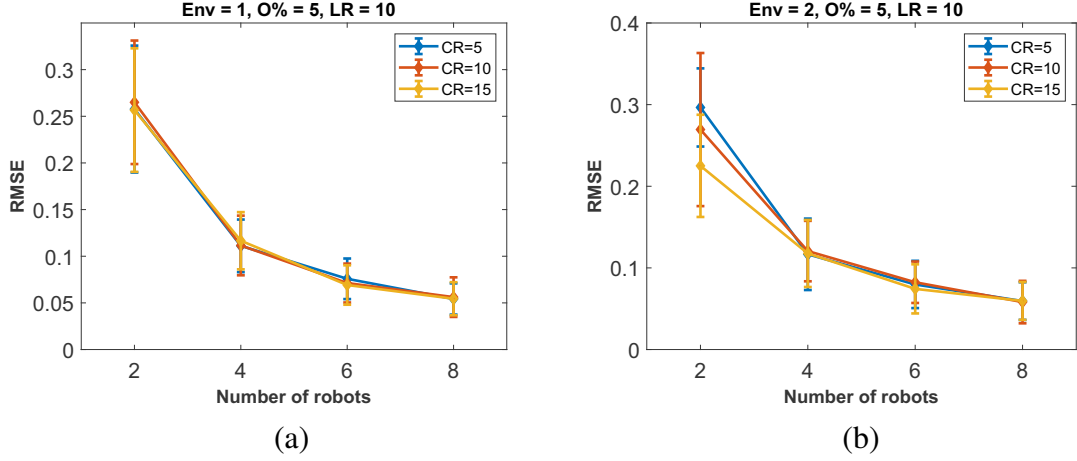 Env = 1, O% = 5, LR = 10
CR=5
CR=10
CR=15
0.3
0.25
0.2
0.15
0.1
0.05
0
RMSE
2 4 6 8
Number of robots
(a)
Env = 2, O% = 5, LR = 10
CR=5
CR=10
CR=15
0.4
0.3
0.2
0.1
0
RMSE
2 4 6 8
Number of robots
(b)